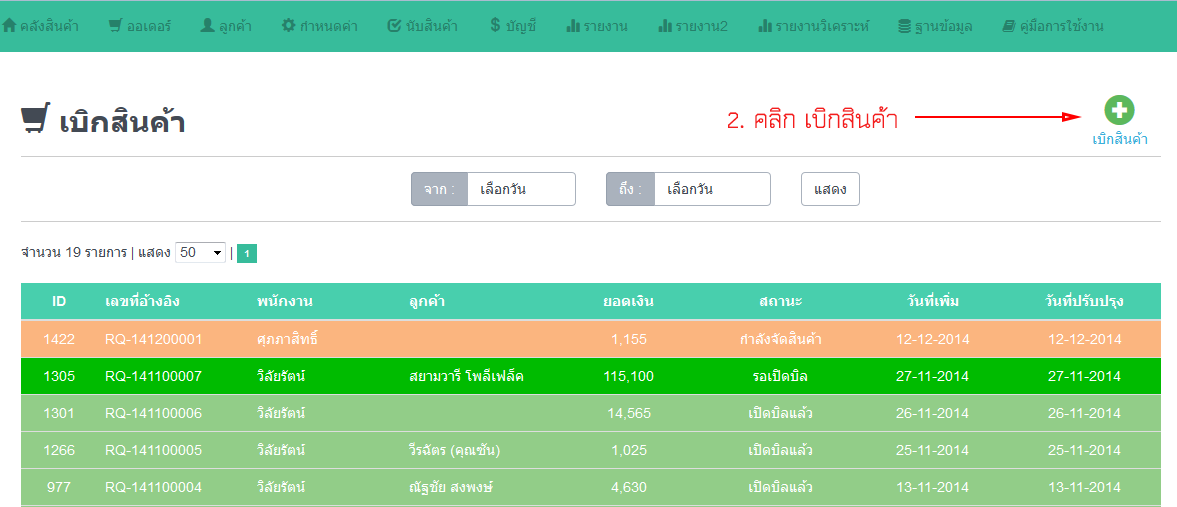 คลังสินค้า ออเดอร์ ลูกค้า กำหนดค่า นับสินค้า บัญชี รายงาน รายงาน2 รายงานวิเคราะห์ ฐานข้อมูล คู่มือการใช้งาน
เบิกสินค้า
2. คลิก เบิกสินค้า
เบิกสินค้า
จาก : เลือกวัน ถึง : เลือกวัน แสดง
จำนวน 19 รายการ | แสดง 50 | 1
ID เลขที่อ้างอิง พนักงาน ลูกค้า ยอดเงิน สถานะ วันที่เพิ่ม วันที่ปรับปรุง
1422 RQ-141200001 ศุภภาสิทธิ์ 1,155 กำลังจัดสินค้า 12-12-2014 12-12-2014
1305 RQ-141100007 วิลัยรัตน์ สยามวารี โพลีเฟล็ค 115,100 รอเปิดบิล 27-11-2014 27-11-2014
1301 RQ-141100006 วิลัยรัตน์ 14,565 เปิดบิลแล้ว 26-11-2014 26-11-2014
1266 RQ-141100005 วิลัยรัตน์ วีรฉัตร (คุณซัน) 1,025 เปิดบิลแล้ว 25-11-2014 25-11-2014
977 RQ-141100004 วิลัยรัตน์ ณัฐชัย สงพงษ์ 4,630 เปิดบิลแล้ว 13-11-2014 13-11-2014